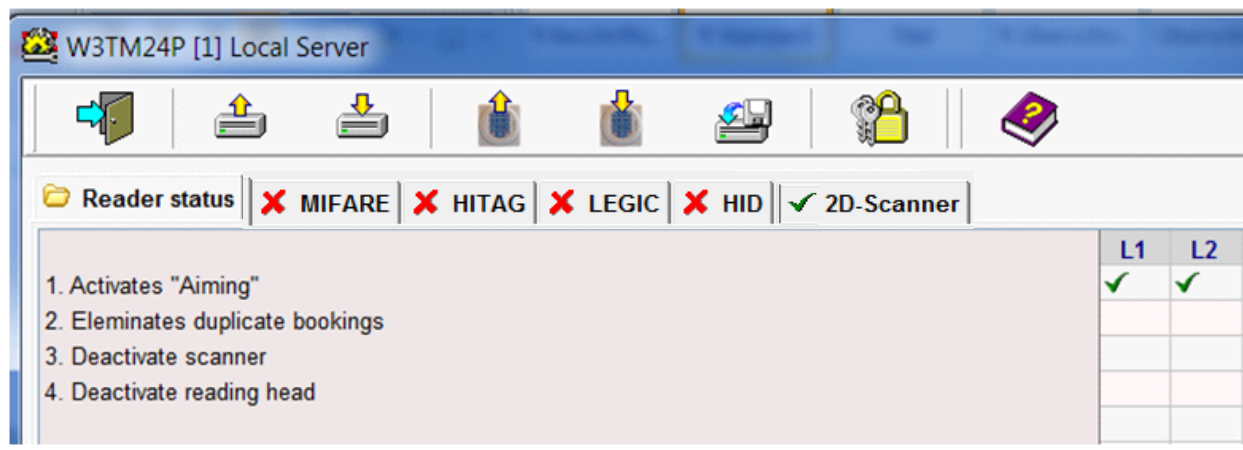 W3TM24P [1] Local Server
Reader status MIFARE HITAG LEGIC HID 2D-Scanner
L1 L2
1. Activates "Aiming"
2. Eleminates duplicate bookings
3. Deactivate scanner
4. Deactivate reading head